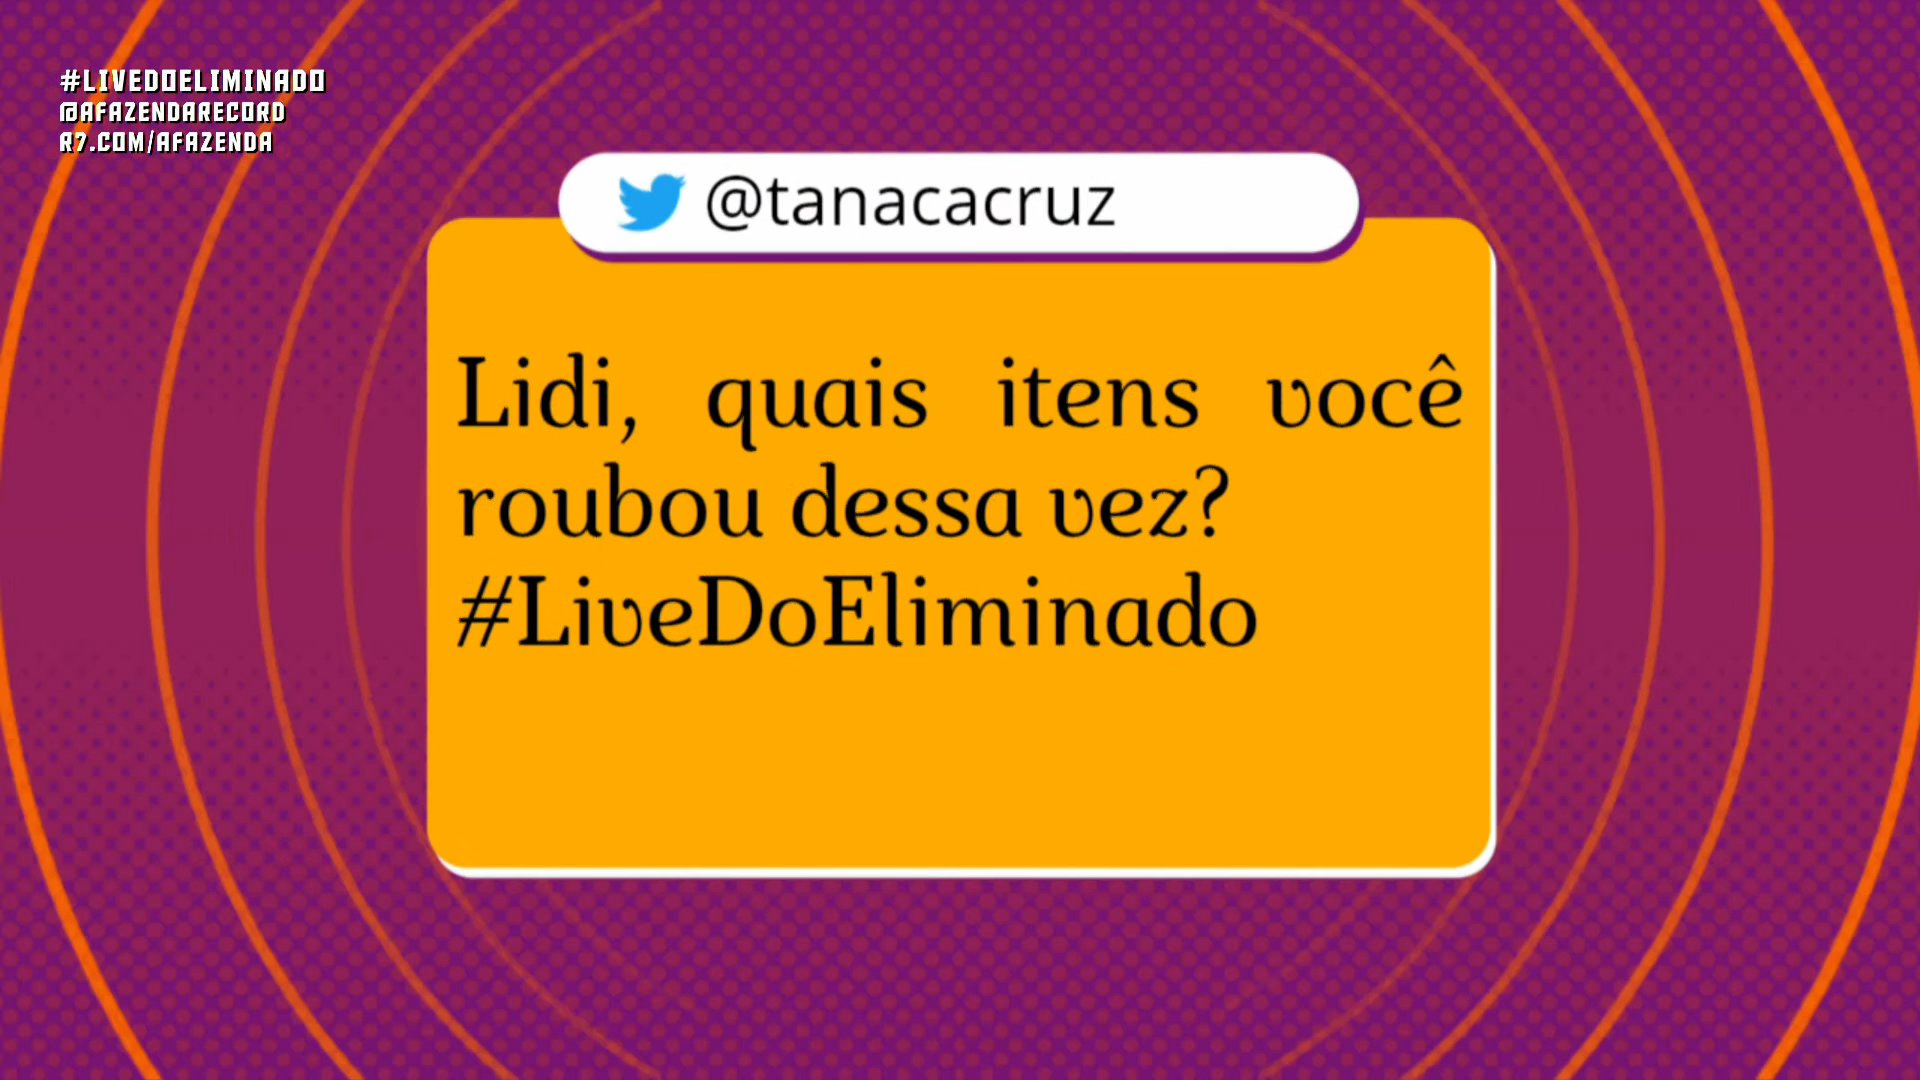 #LIVEDOELIMINADO
@AFAZENDARECORD
R7.COM/AFAZENDA
@tanacacruz
Lidi, quais itens você
roubou dessa vez?
#LiveDoEliminado